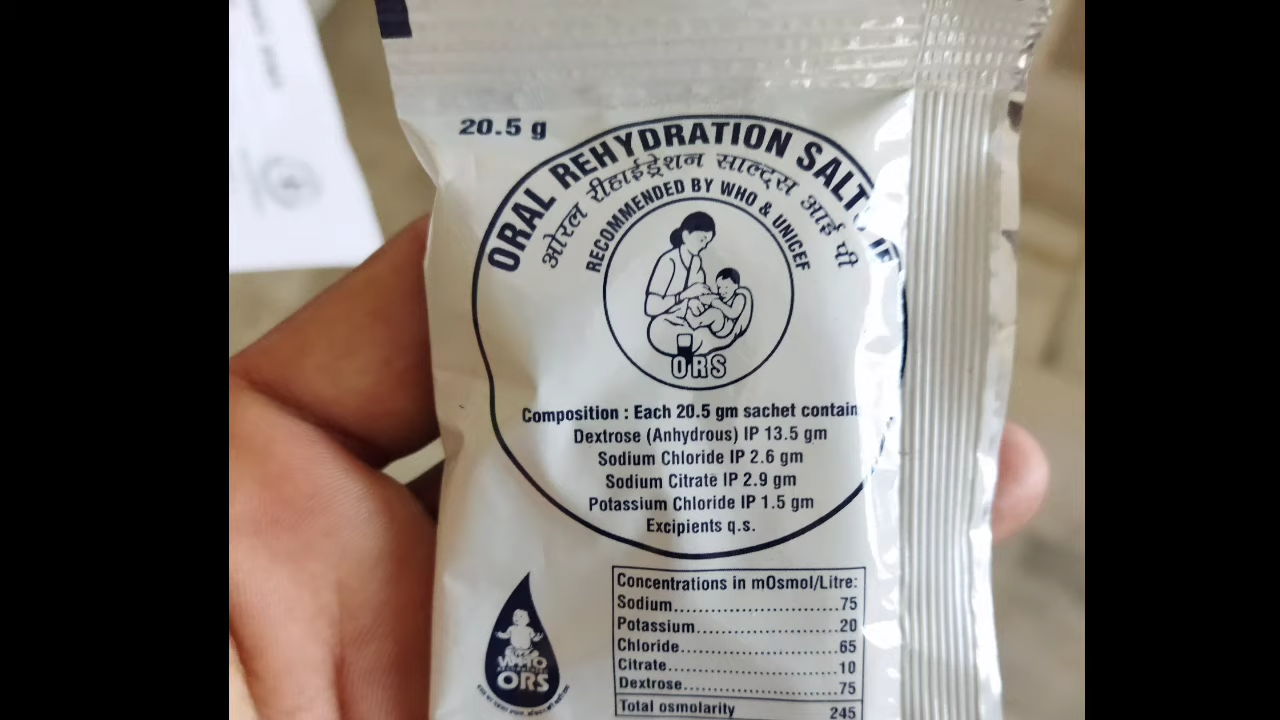 20.5 g
ORAL REHYDRATION SALT
ओरल रीहाईड्रेशन साल्ट्स आई पी
RECOMMENDED BY WHO & UNICEF
ORS
Composition : Each 20.5 gm sachet contain
Dextrose (Anhydrous) IP 13.5 gm
Sodium Chloride IP 2.6 gm
Sodium Citrate IP 2.9 gm
Potassium Chloride IP 1.5 gm
Excipients q.s.
Concentrations in mOsmol/Litre:
Sodium..........................75
Potassium......................20
Chloride.........................65
Citrate...........................10
Dextrose........................75
Total osmolarity 245
WHO
ORS